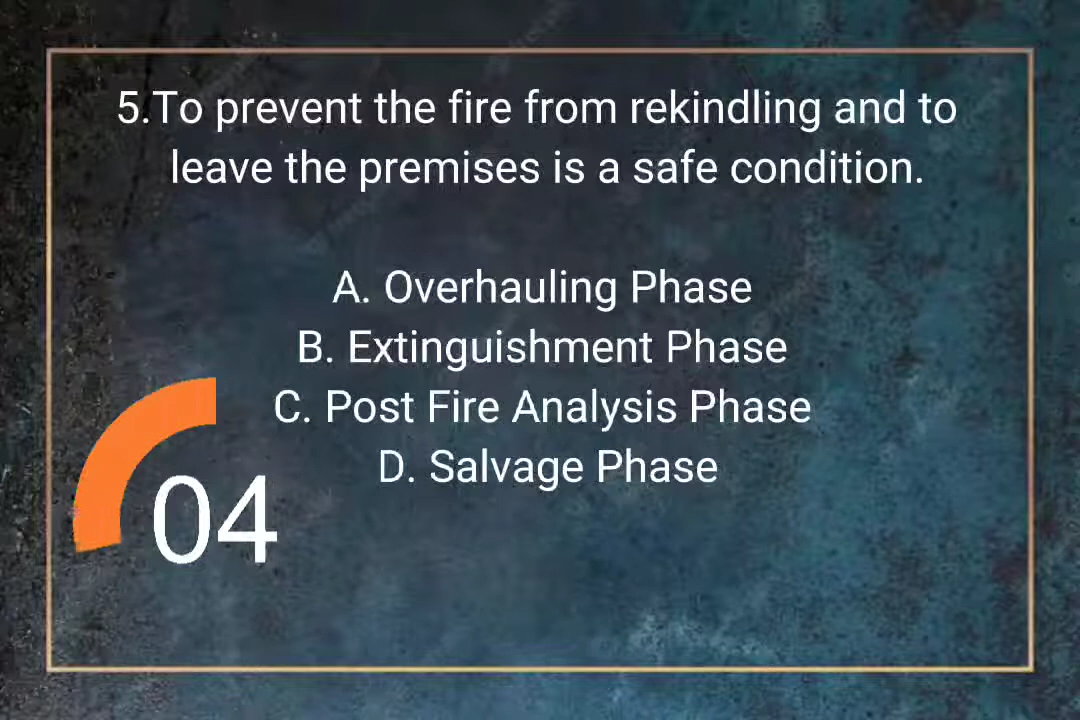 5.To prevent the fire from rekindling and to
leave the premises is a safe condition.
A. Overhauling Phase
B. Extinguishment Phase
C. Post Fire Analysis Phase
D. Salvage Phase
04